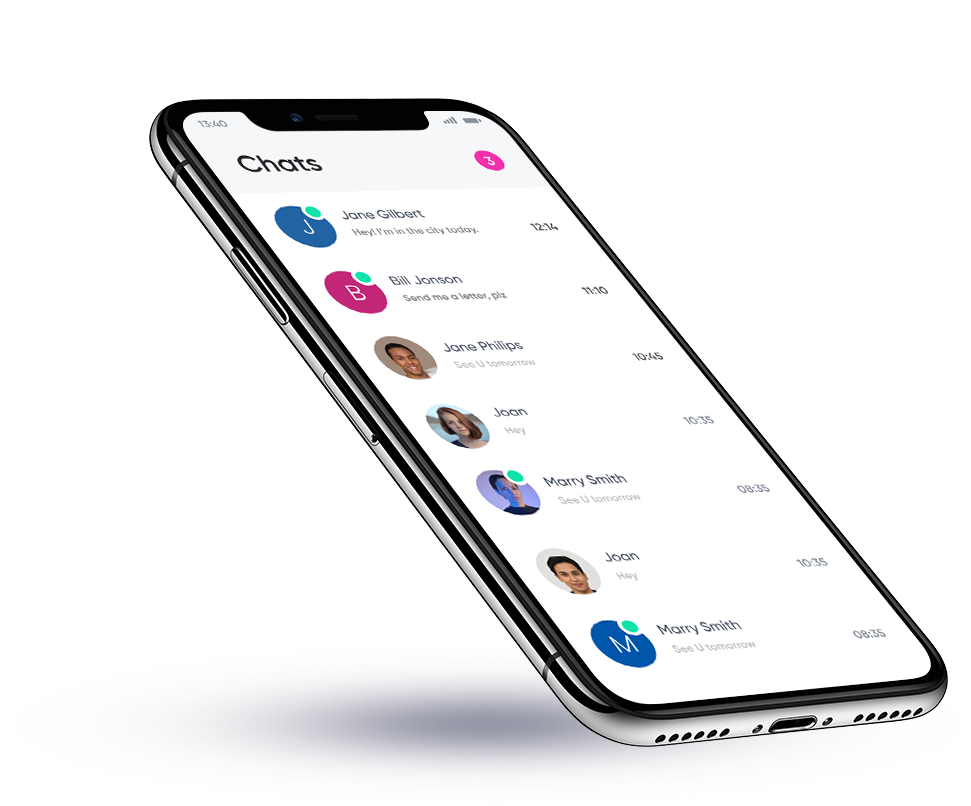 13:40
Chats
3
J
Jane Gilbert
Hey! I'm in the city today.
12:14
B
Bill Jonson
Send me a letter, plz
11:10
Jane Philips
See U tomorrow
10:45
Joan
Hey
10:35
Marry Smith
See U tomorrow
08:35
Joan
Hey
10:35
M
Marry Smith
See U tomorrow
08:35